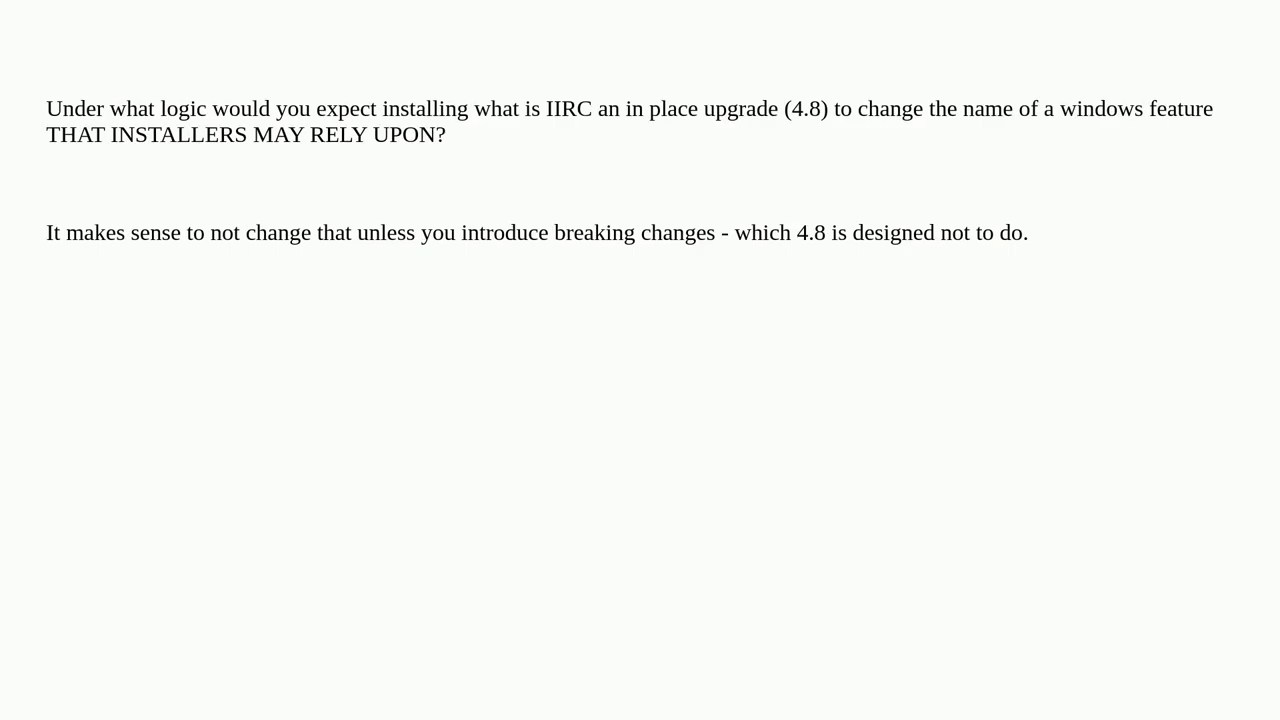 Under what logic would you expect installing what is IIRC an in place upgrade (4.8) to change the name of a windows feature
THAT INSTALLERS MAY RELY UPON?
It makes sense to not change that unless you introduce breaking changes - which 4.8 is designed not to do.